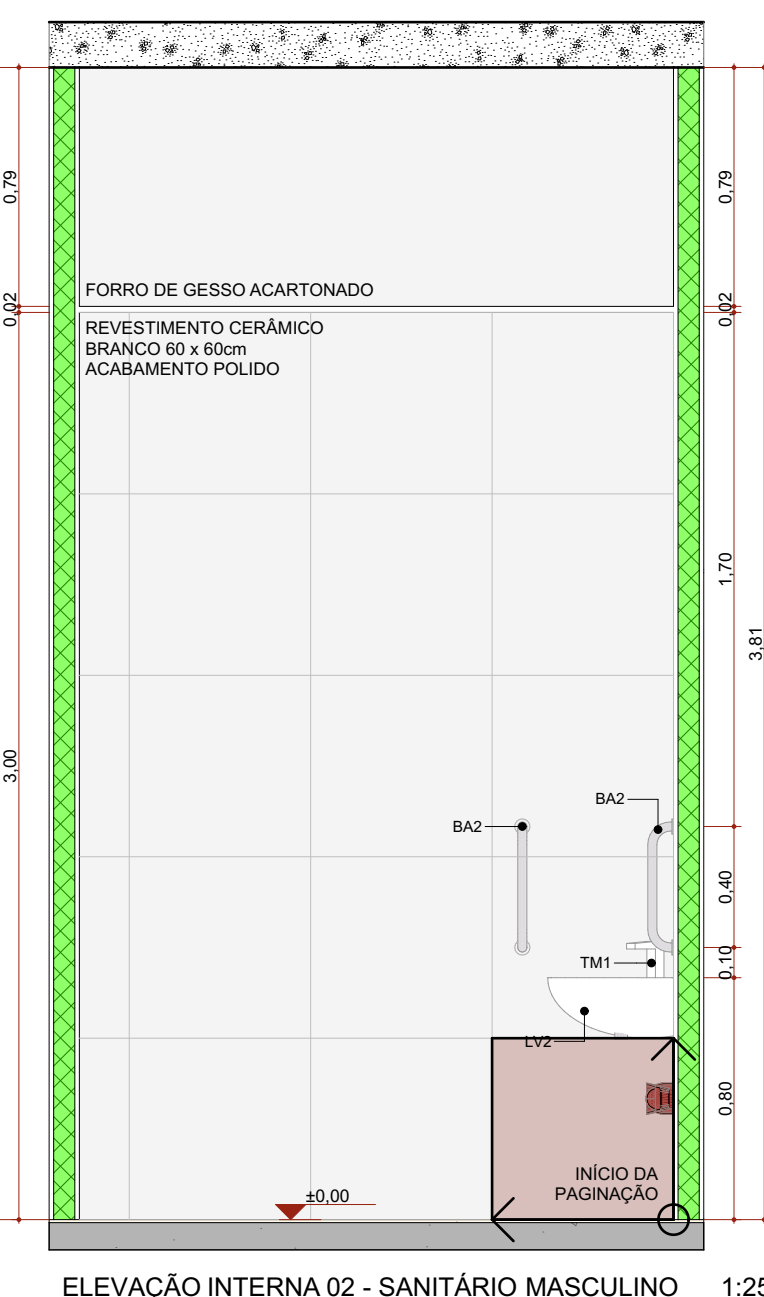 0,79
0,79
FORRO DE GESSO ACARTONADO
0,02
0,02
REVESTIMENTO CERÂMICO
BRANCO 60 x 60cm
ACABAMENTO POLIDO
1,70
3,81
3,00
BA2
BA2
0,40
TM1
0,10
LV2
0,80
INÍCIO DA
PAGINAÇÃO
±0,00
ELEVAÇÃO INTERNA 02 - SANITÁRIO MASCULINO 1:25